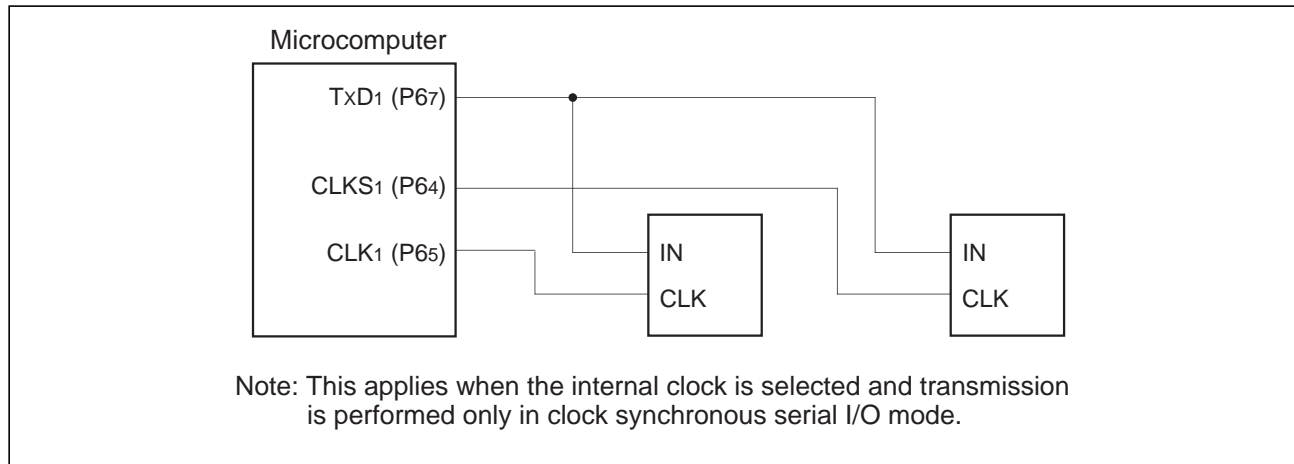 Microcomputer
TxD1 (P67)
CLKS1 (P64)
CLK1 (P65)
IN
CLK
IN
CLK
Note: This applies when the internal clock is selected and transmission
is performed only in clock synchronous serial I/O mode.